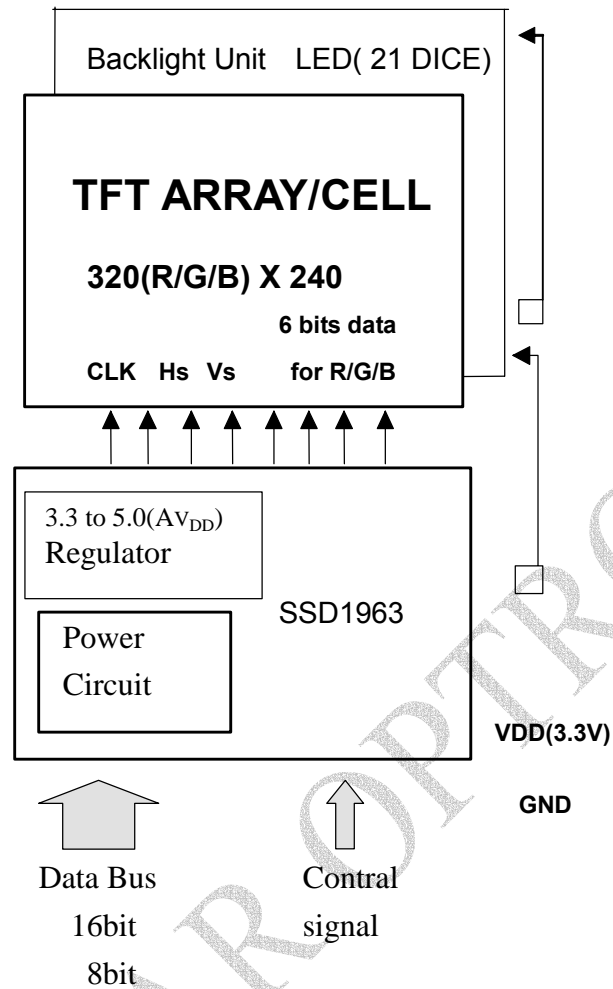 Backlight Unit LED( 21 DICE)
TFT ARRAY/CELL
320(R/G/B) X 240
6 bits data
CLK Hs Vs for R/G/B
3.3 to 5.0(AVDD)
Regulator
SSD1963
Power
Circuit
VDD(3.3V)
GND
Data Bus
16bit
8bit
Contral
signal